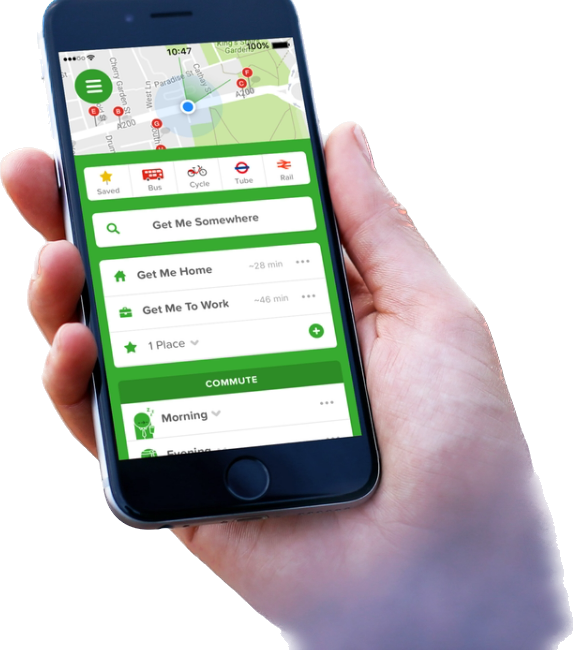 10:47
100%
King's S
Gardens
Cherry Garden St
West L
Paradise St
Cathay St
A200
A200
Drum
F
C
E
B
G
H
Saved
Bus
Cycle
Tube
Rail
Get Me Somewhere
Get Me Home
~28 min
Get Me To Work
~46 min
1 Place
COMMUTE
Morning
Evening